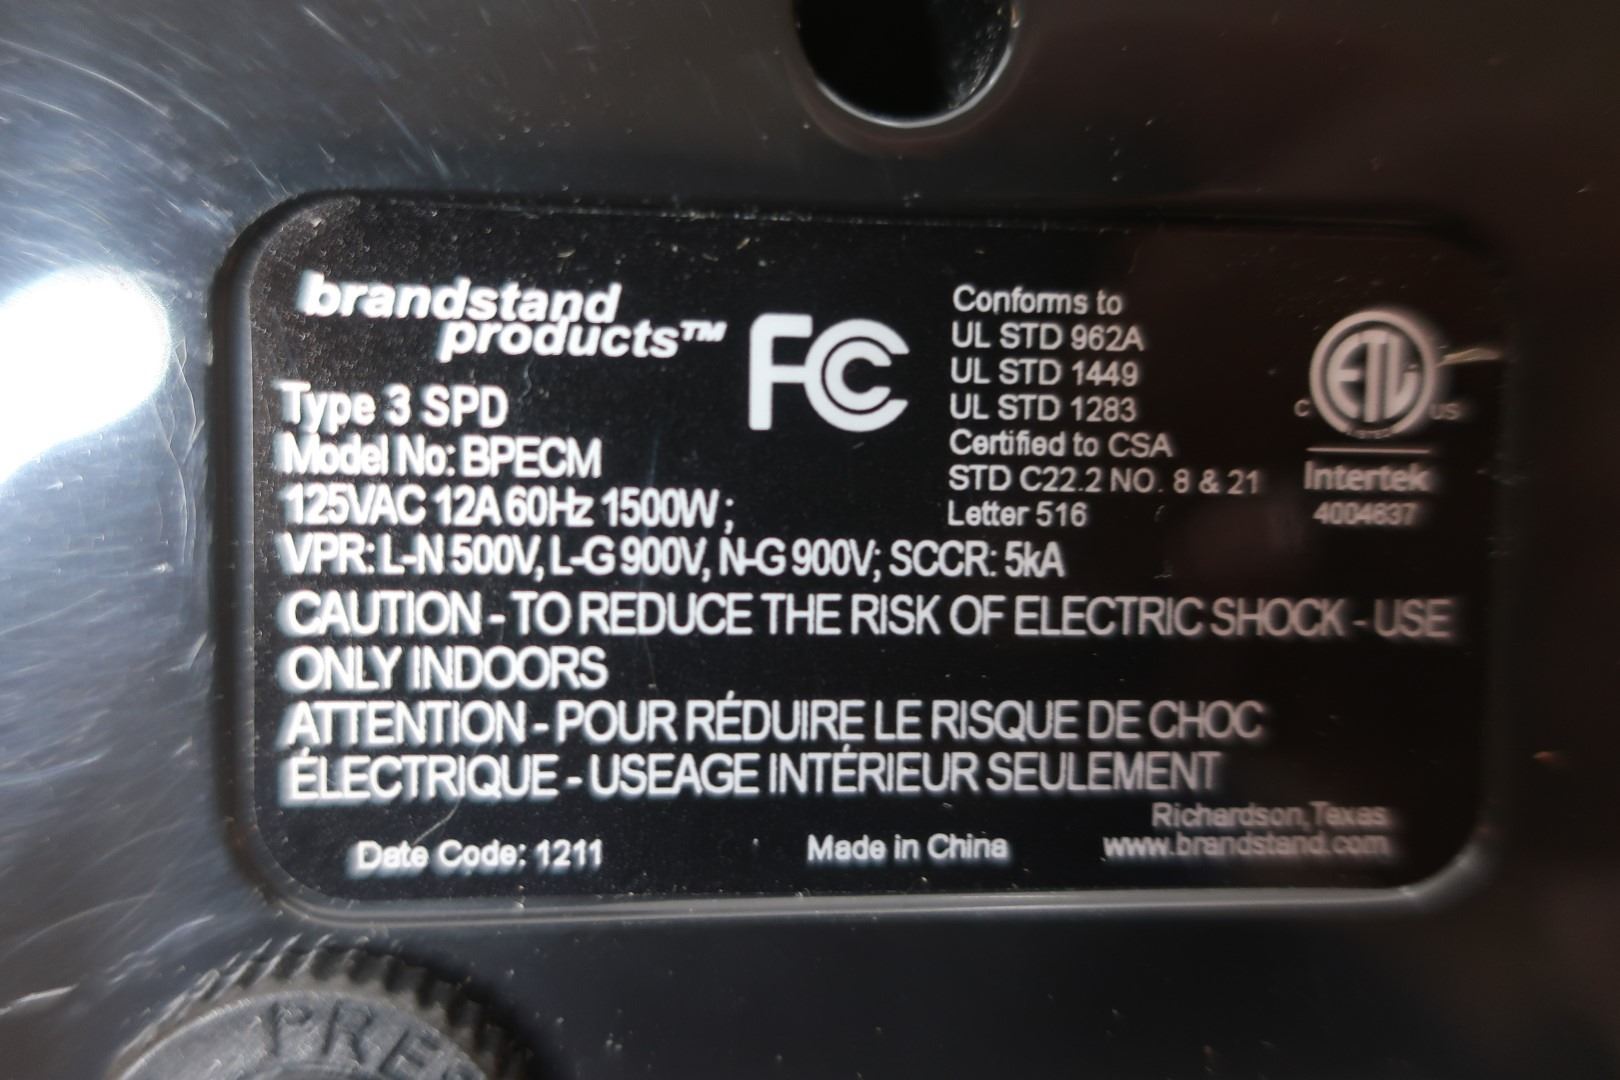 brandstand
products™
FC
Type 3 SPD
Model No: BPECM
125VAC 12A 60Hz 1500W ;
VPR: L-N 500V, L-G 900V, N-G 900V; SCCR: 5kA
Conforms to
UL STD 962A
UL STD 1449
UL STD 1283
Certified to CSA
STD C22.2 NO. 8 & 21
Letter 516
ETL
C US
Intertek
4004637
CAUTION - TO REDUCE THE RISK OF ELECTRIC SHOCK - USE
ONLY INDOORS
ATTENTION - POUR RÉDUIRE LE RISQUE DE CHOC
ÉLECTRIQUE - USEAGE INTÉRIEUR SEULEMENT
Richardson, Texas
Date Code: 1211
Made in China
www.brandstand.com